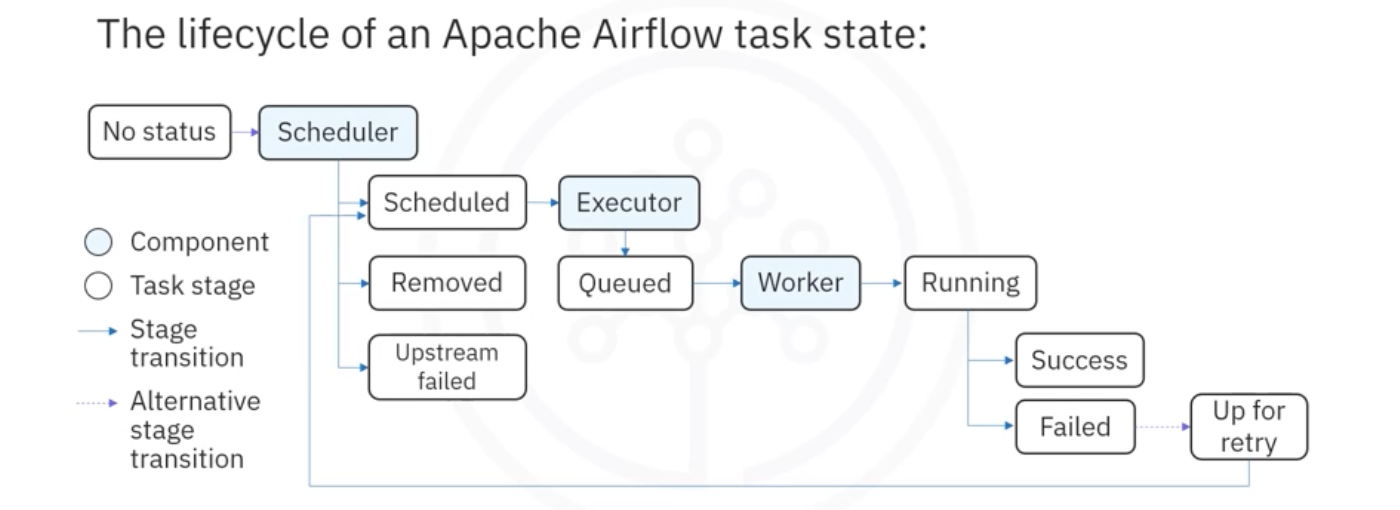 The lifecycle of an Apache Airflow task state:
No status
Scheduler
Scheduled
Executor
Component
Task stage
Removed
Queued
Worker
Running
Stage
transition
Upstream
failed
Success
Alternative
stage
transition
Failed
Up for
retry